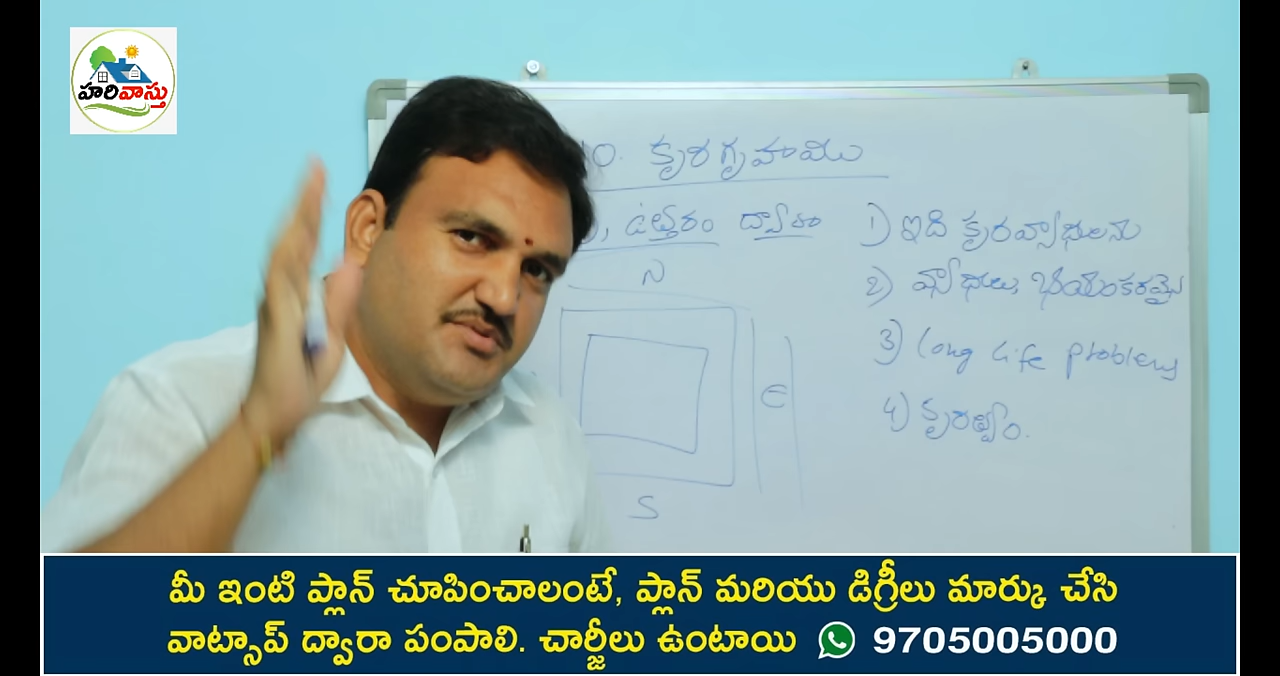 హరివాస్తు
10. కృరగృహము
, ఉత్తరం ద్వారా
N
E
S
1) ఇది కృరవ్యాధులను
2) వ్యాధులు, భయంకరమై
3) Long Life problems
4) కృరత్వం.
మీ ఇంటి ప్లాన్ చూపించాలంటే, ప్లాన్ మరియు డిగ్రీలు మార్కు చేసి
వాట్సాప్ ద్వారా పంపాలి. చార్జీలు ఉంటాయి 9705005000